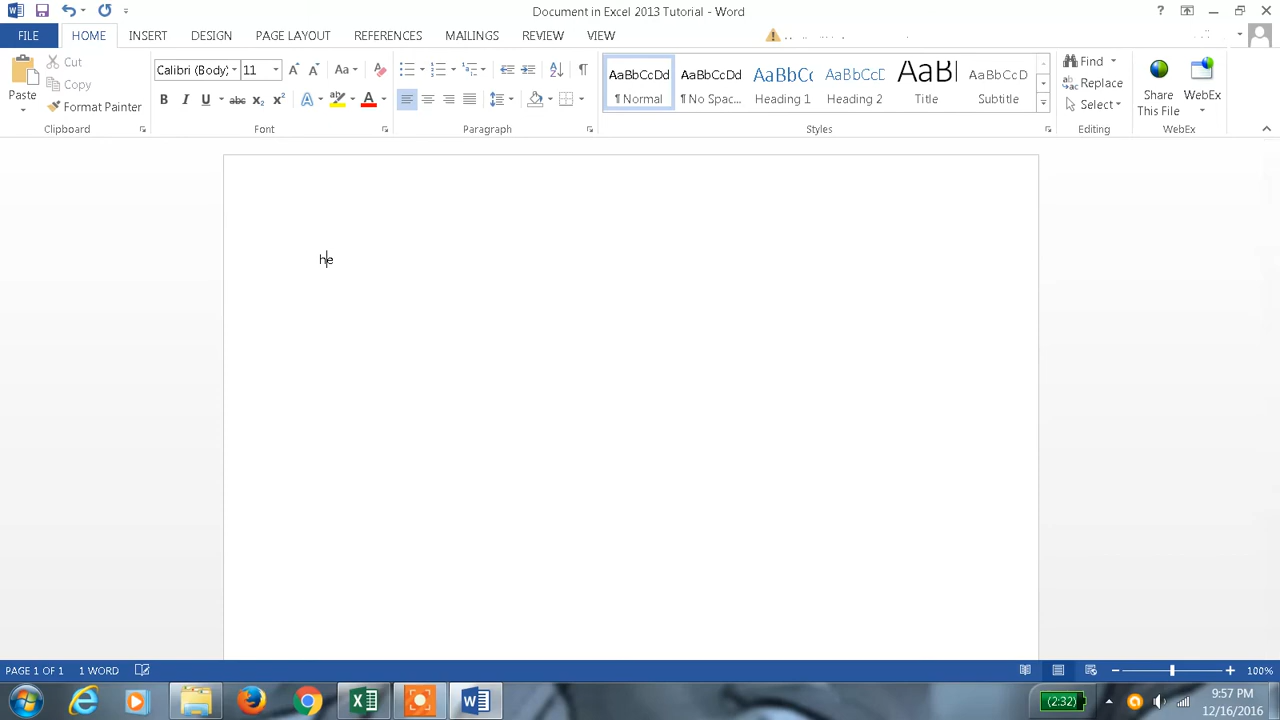 Document in Excel 2013 Tutorial - Word
?
FILE HOME INSERT DESIGN PAGE LAYOUT REFERENCES MAILINGS REVIEW VIEW
Paste
Cut
Copy
Format Painter
Clipboard
Calibri (Body) 11
Font
Paragraph
AaBbCcDd AaBbCcDd AaBbCc AaBbCcD AaBl AaBbCcD
¶ Normal ¶ No Spac... Heading 1 Heading 2 Title Subtitle
Styles
Find
Replace
Select
Editing
Share This File
WebEx
WebEx
he
PAGE 1 OF 1 1 WORD
100%
(2:32)
9:57 PM
12/16/2016